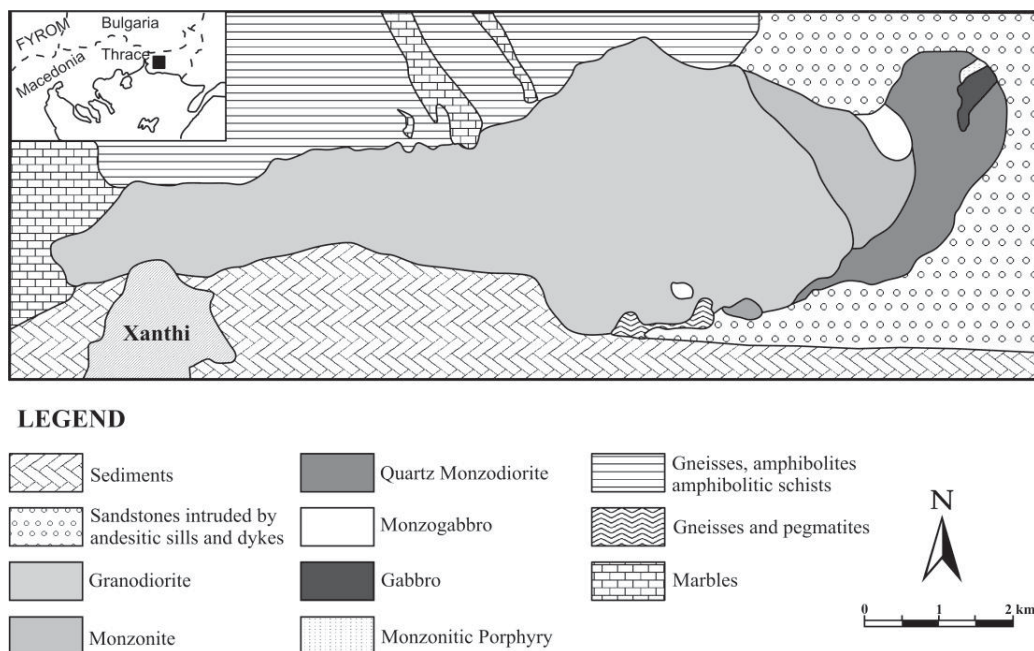 FYROM
Bulgaria
Thrace
Macedonia
Xanthi
LEGEND
Sediments
Sandstones intruded by
andesitic sills and dykes
Granodiorite
Monzonite
Quartz Monzodiorite
Monzogabbro
Gabbro
Monzonitic Porphyry
Gneisses, amphibolites
amphibolitic schists
Gneisses and pegmatites
Marbles
N
0 1 2 km